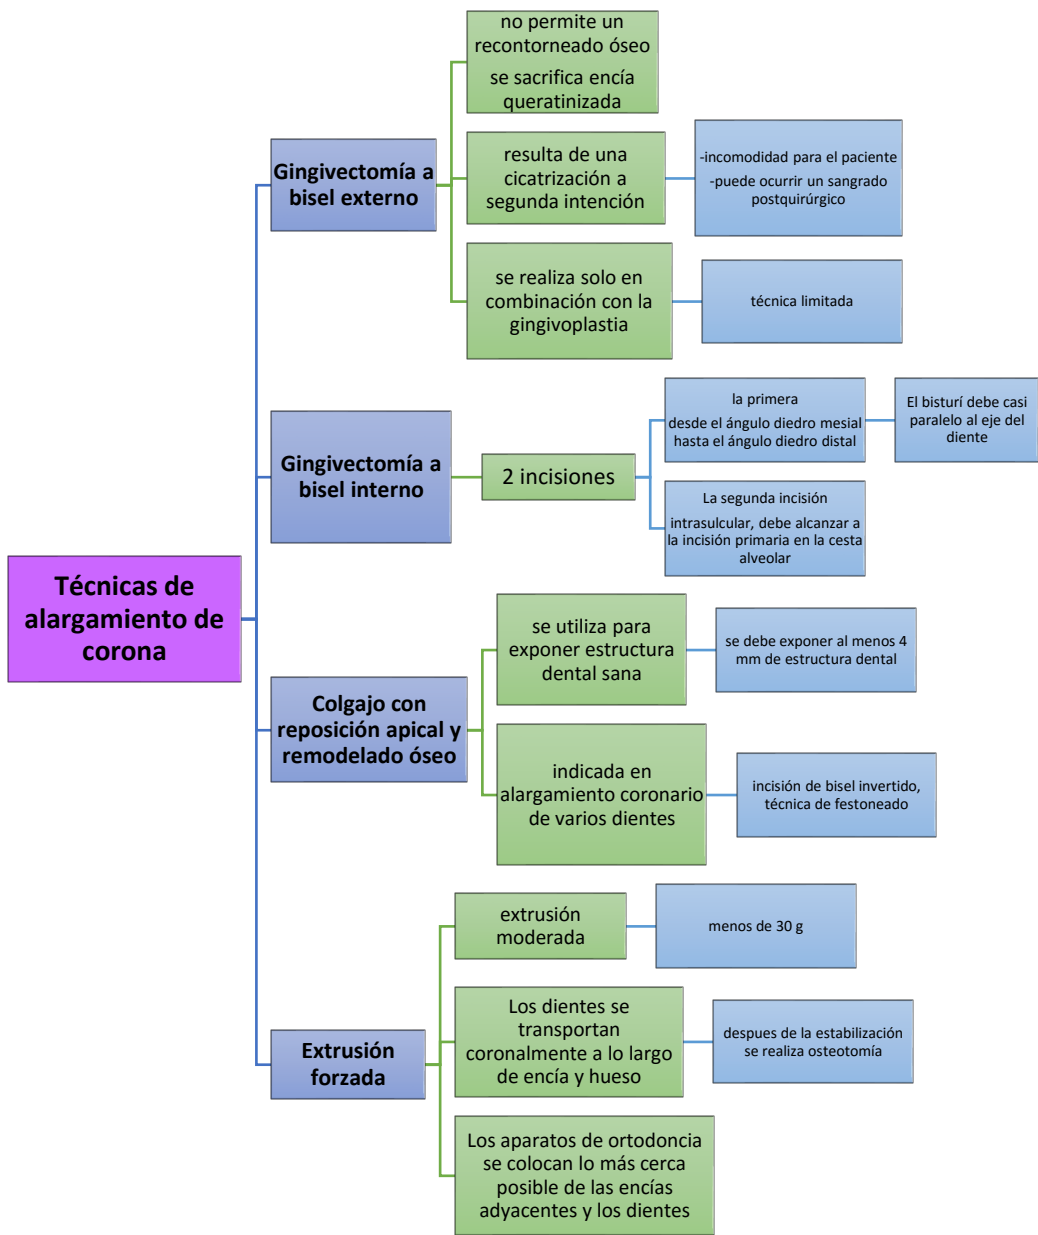 Técnicas de
alargamiento de
corona
Gingivectomía a
bisel externo
no permite un
recontorneado óseo
se sacrifica encía
queratinizada
resulta de una
cicatrización a
segunda intención
-incomodidad para el paciente
-puede ocurrir un sangrado
postquirúrgico
se realiza solo en
combinación con la
gingivoplastia
técnica limitada
Gingivectomía a
bisel interno
2 incisiones
la primera
desde el ángulo diedro mesial
hasta el ángulo diedro distal
El bisturí debe casi
paralelo al eje del
diente
La segunda incisión
intrasulcular, debe alcanzar a
la incisión primaria en la cesta
alveolar
Colgajo con
reposición apical y
remodelado óseo
se utiliza para
exponer estructura
dental sana
se debe exponer al menos 4
mm de estructura dental
indicada en
alargamiento coronario
de varios dientes
incisión de bisel invertido,
técnica de festoneado
Extrusión
forzada
extrusión
moderada
menos de 30 g
Los dientes se
transportan
coronalmente a lo largo
de encía y hueso
despues de la estabilización
se realiza osteotomía
Los aparatos de ortodoncia
se colocan lo más cerca
posible de las encías
adyacentes y los dientes